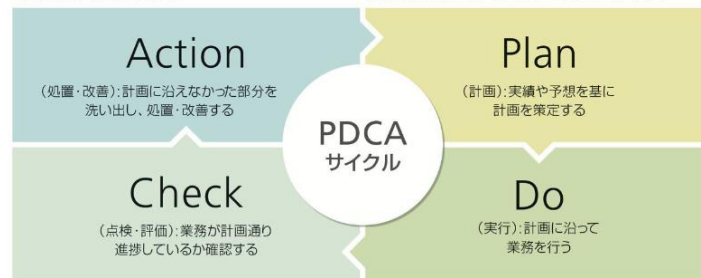 Action
(処置・改善):計画に沿えなかった部分を
洗い出し、処置・改善する
Plan
(計画):実績や予想を基に
計画を策定する
PDCA
サイクル
Check
(点検・評価):業務が計画通り
進捗しているか確認する
Do
(実行):計画に沿って
業務を行う